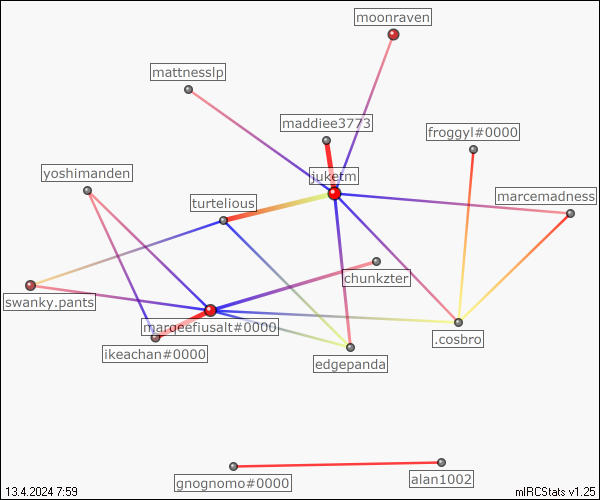 moonraven
mattnesslp
maddiee3773
froggyl#0000
yoshimanden
juketm
marcemadness
turtelious
chunkzter
swanky.pants
marqeefiusalt#0000
.cosbro
ikeachan#0000
edgepanda
gnognomo#0000
alan1002
13.4.2024 7:59
mIRCStats v1.25